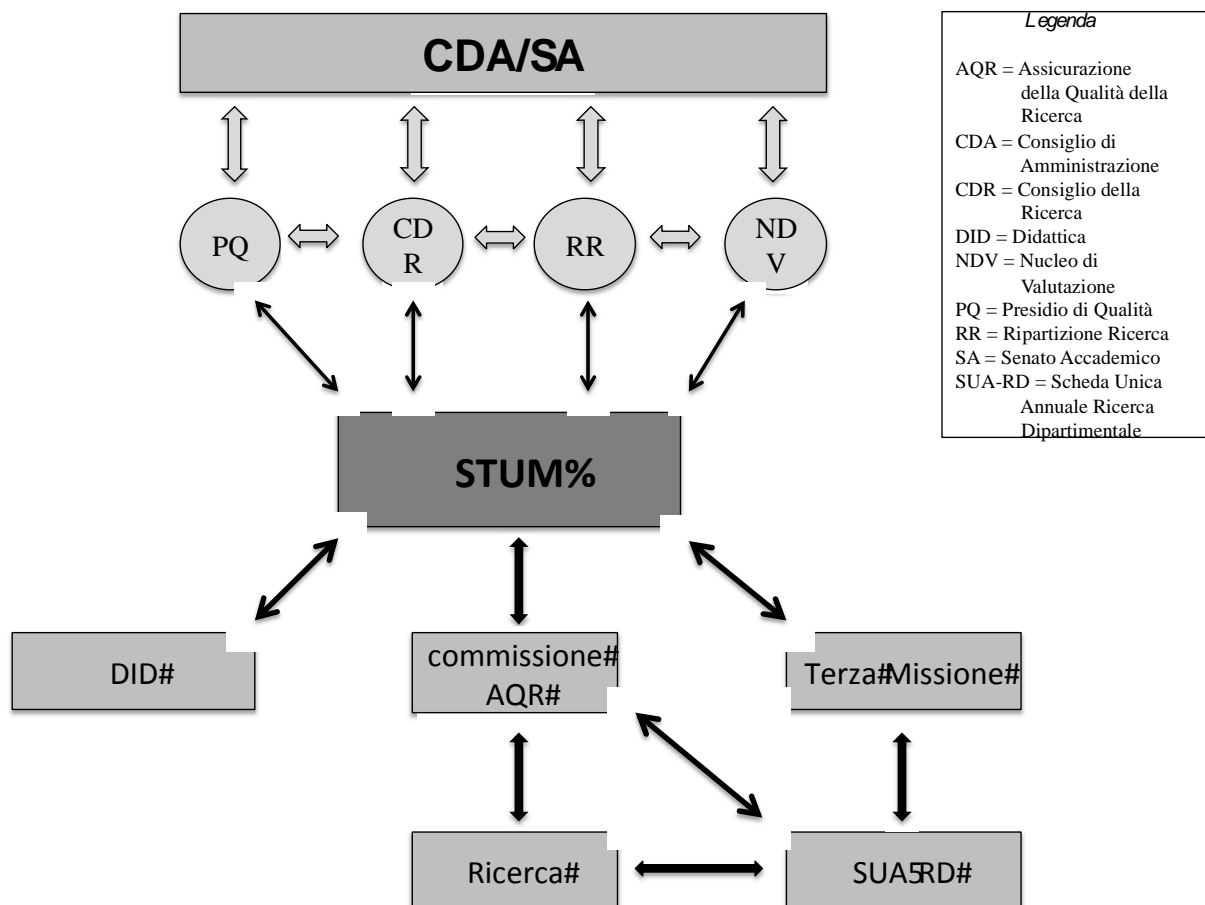 CDA/SA
PQ
CD
R
RR
ND
V
STUM%
DID#
commissione#
AQR#
Terza#Missione#
Ricerca#
SUA5RD#
Legenda
AQR = Assicurazione
della Qualità della
Ricerca
CDA = Consiglio di
Amministrazione
CDR = Consiglio della
Ricerca
DID = Didattica
NDV = Nucleo di
Valutazione
PQ = Presidio di Qualità
RR = Ripartizione Ricerca
SA = Senato Accademico
SUA-RD = Scheda Unica
Annuale Ricerca
Dipartimentale